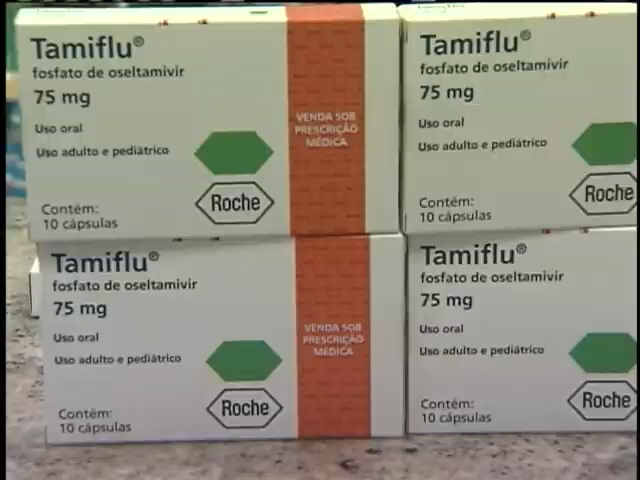 Tamiflu®
fosfato de oseltamivir
75 mg
Uso oral
Uso adulto e pediátrico
Contém:
10 cápsulas
Roche
VENDA SOB
PRESCRIÇÃO
MÉDICA
Tamiflu®
fosfato de oseltamivir
75 mg
Uso oral
Uso adulto e pediátrico
Contém:
10 cápsulas
Roche
Tamiflu®
fosfato de oseltamivir
75 mg
Uso oral
Uso adulto e pediátrico
Contém:
10 cápsulas
Roche
VENDA SOB
PRESCRIÇÃO
MÉDICA
Tamiflu®
fosfato de oseltamivir
75 mg
Uso oral
Uso adulto e pediátrico
Contém:
10 cápsulas
Roche